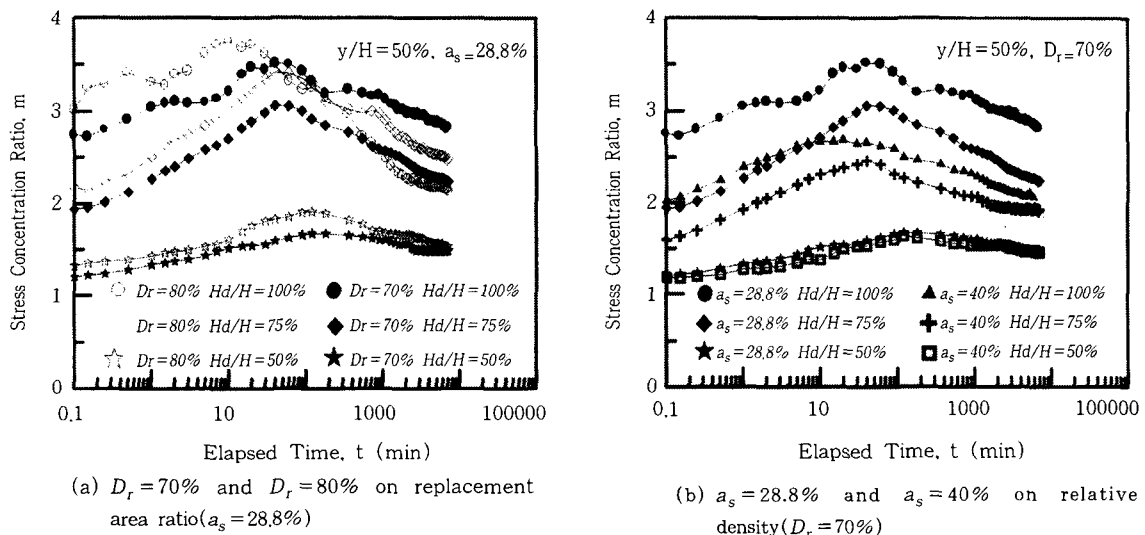 4
3
2
1
0
Stress Concentration Ratio, m
y/H=50%, a_s=28.8%
Dr=80% Hd/H=100%
Dr=70% Hd/H=100%
Dr=80% Hd/H=75%
Dr=70% Hd/H=75%
Dr=80% Hd/H=50%
Dr=70% Hd/H=50%
0.1 10 1000 100000
Elapsed Time, t (min)
(a) D_r=70% and D_r=80% on replacement
area ratio(a_s=28.8%)
4
3
2
1
0
Stress Concentration Ratio, m
y/H=50%, D_r=70%
a_s=28.8% Hd/H=100%
a_s=40% Hd/H=100%
a_s=28.8% Hd/H=75%
a_s=40% Hd/H=75%
a_s=28.8% Hd/H=50%
a_s=40% Hd/H=50%
0.1 10 1000 100000
Elapsed Time, t (min)
(b) a_s=28.8% and a_s=40% on relative
density(D_r=70%)